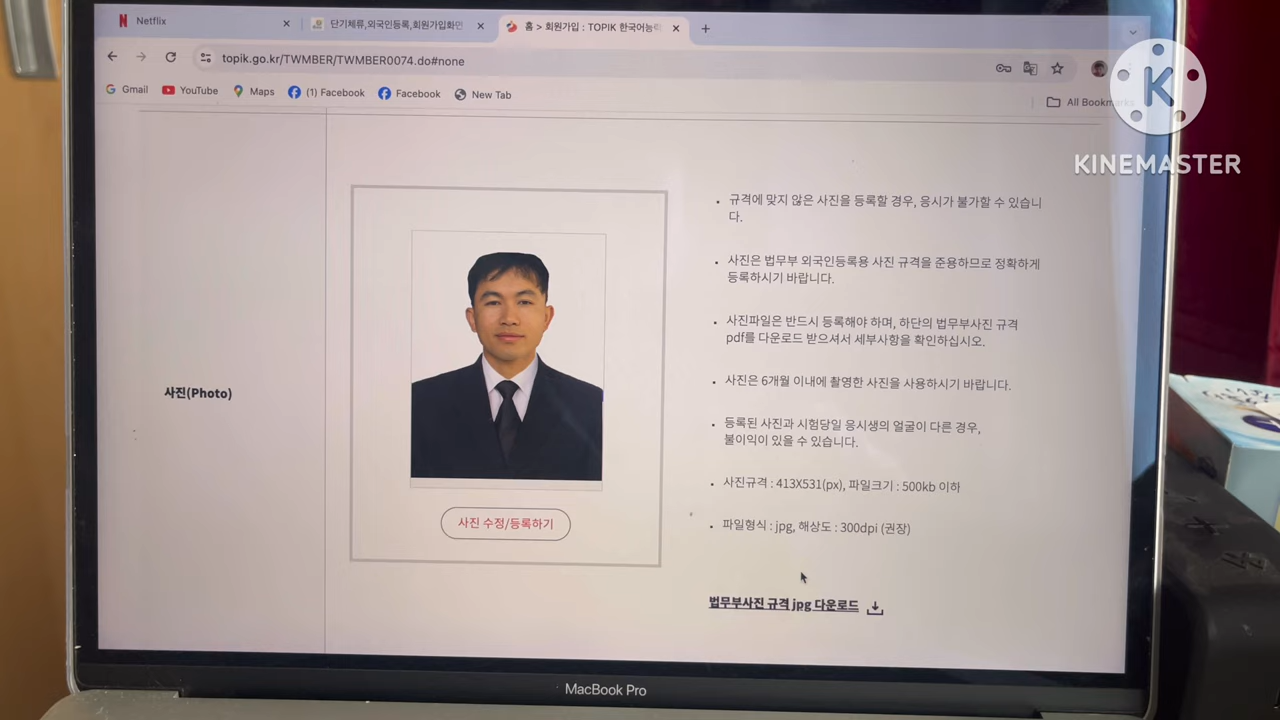 Netflix
단기체류,외국인등록,회원가입화면
홈 > 회원가입 : TOPIK 한국어능력
topik.go.kr/TWMBER/TWMBER0074.do#none
Gmail
YouTube
Maps
(1) Facebook
Facebook
New Tab
All Bookmarks
K
KINEMASTER
사진(Photo)
사진 수정/등록하기
규격에 맞지 않은 사진을 등록할 경우, 응시가 불가할 수 있습니
다.
사진은 법무부 외국인등록용 사진 규격을 준용하므로 정확하게
등록하시기 바랍니다.
사진파일은 반드시 등록해야 하며, 하단의 법무부사진 규격
pdf를 다운로드 받으셔서 세부사항을 확인하십시오.
사진은 6개월 이내에 촬영한 사진을 사용하시기 바랍니다.
등록된 사진과 시험당일 응시생의 얼굴이 다른 경우,
불이익이 있을 수 있습니다.
사진규격 : 413X531(px), 파일크기 : 500kb 이하
파일형식 : jpg, 해상도 : 300dpi (권장)
법무부사진 규격 jpg 다운로드
MacBook Pro